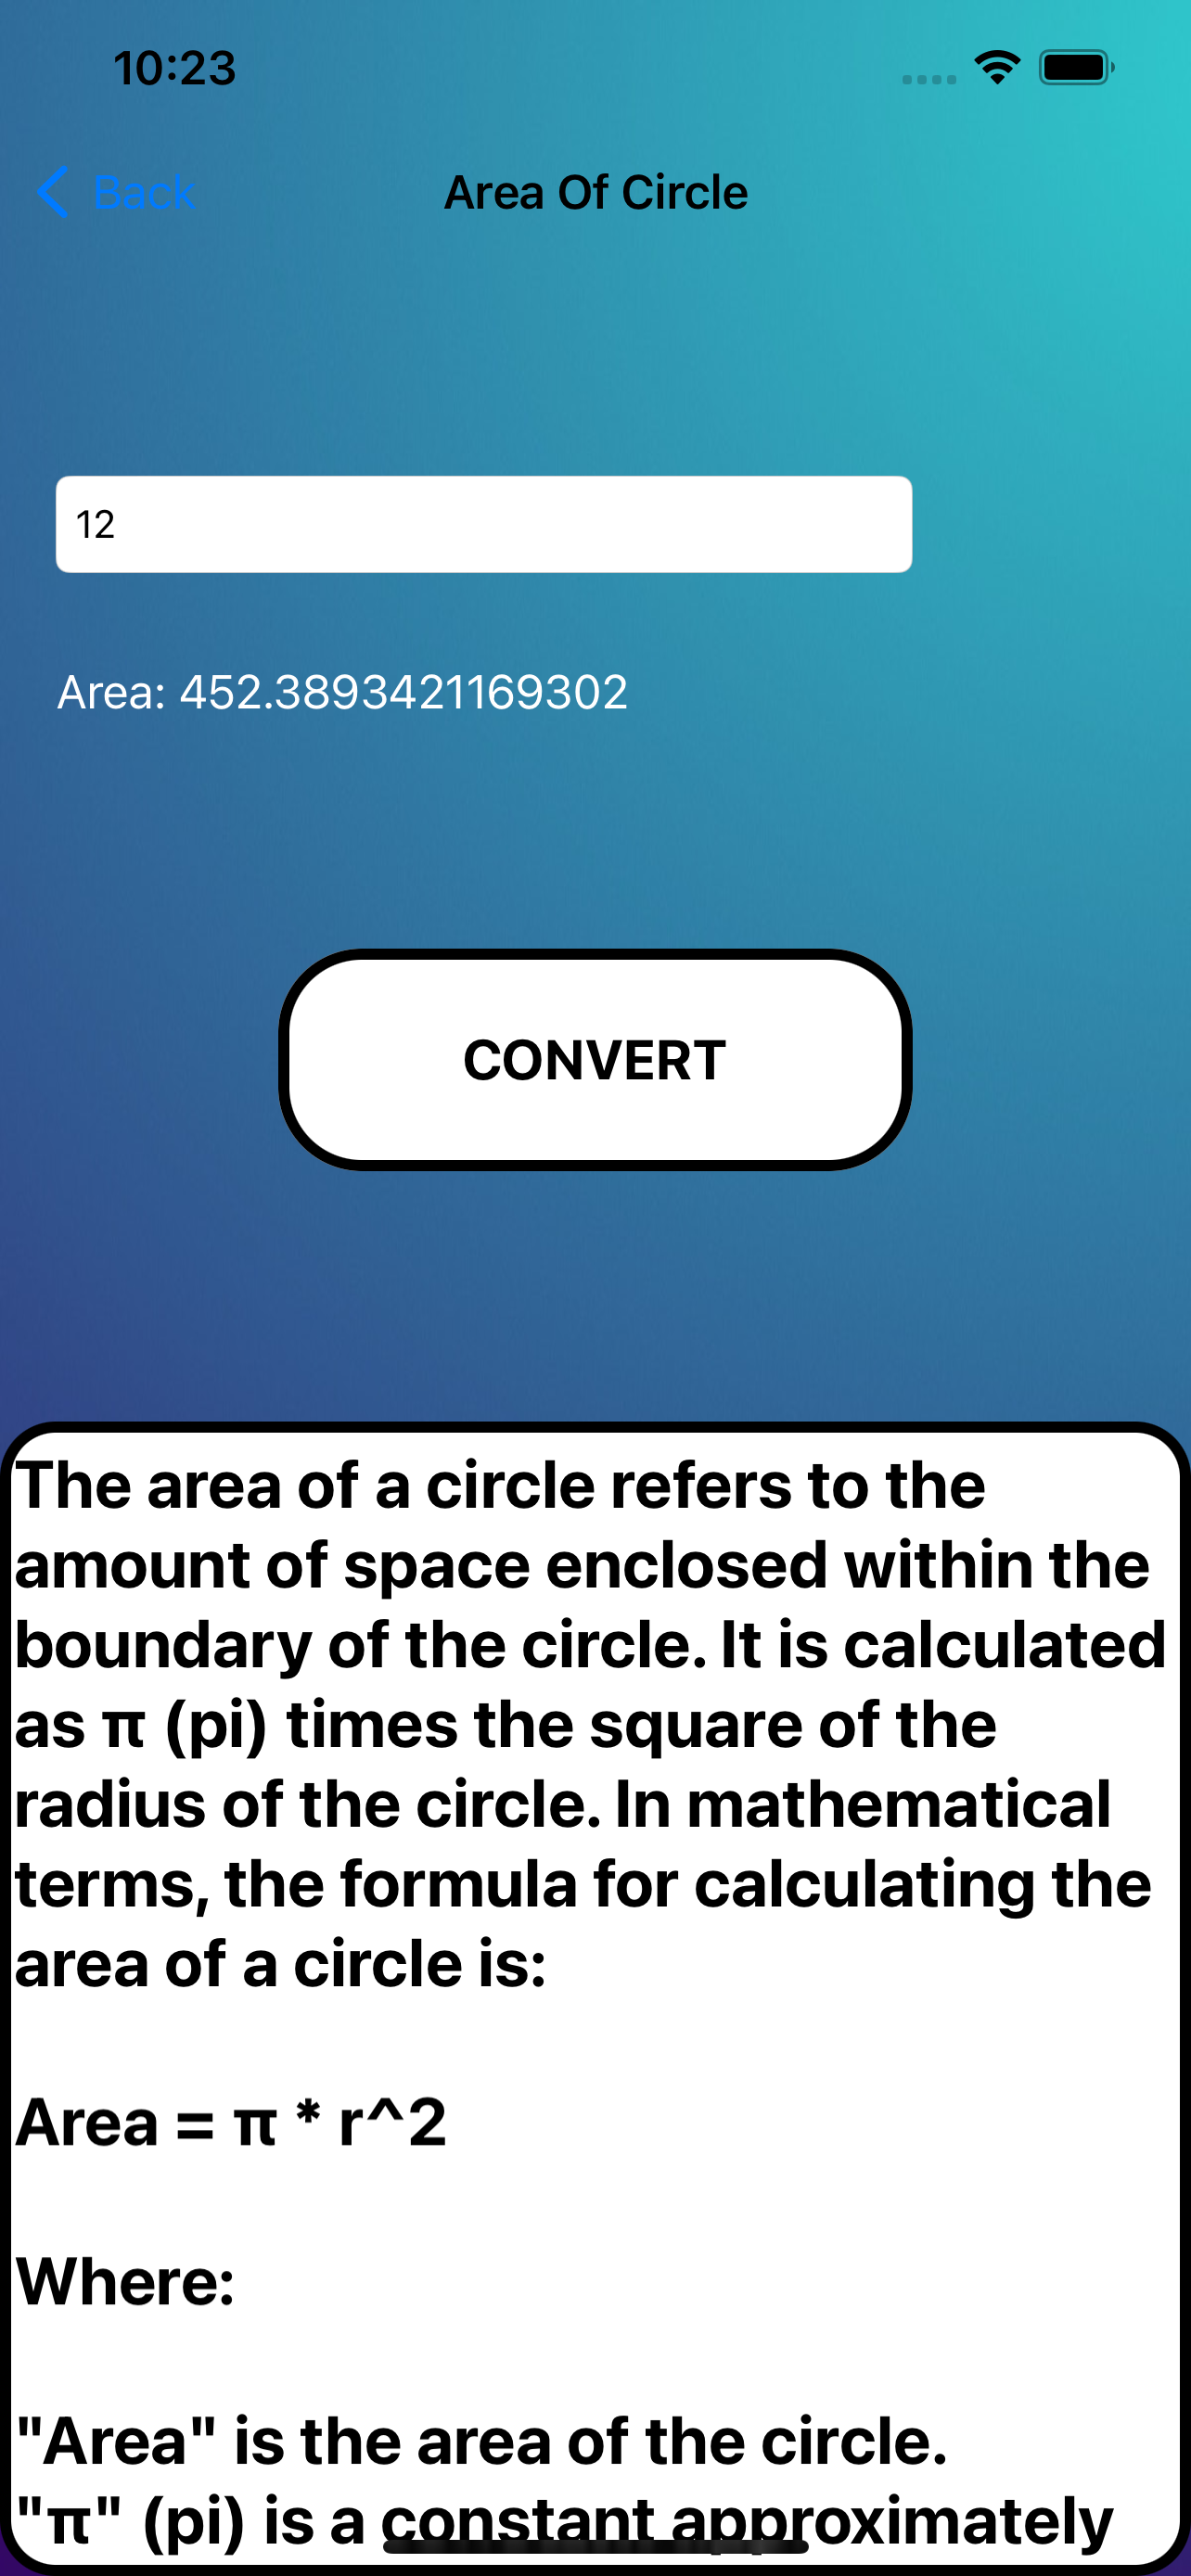 10:23
Back
Area Of Circle
12
Area: 452.3893421169302
CONVERT
The area of a circle refers to the
amount of space enclosed within the
boundary of the circle. It is calculated
as π (pi) times the square of the
radius of the circle. In mathematical
terms, the formula for calculating the
area of a circle is:
Area = π * r^2
Where:
"Area" is the area of the circle.
"π" (pi) is a constant approximately